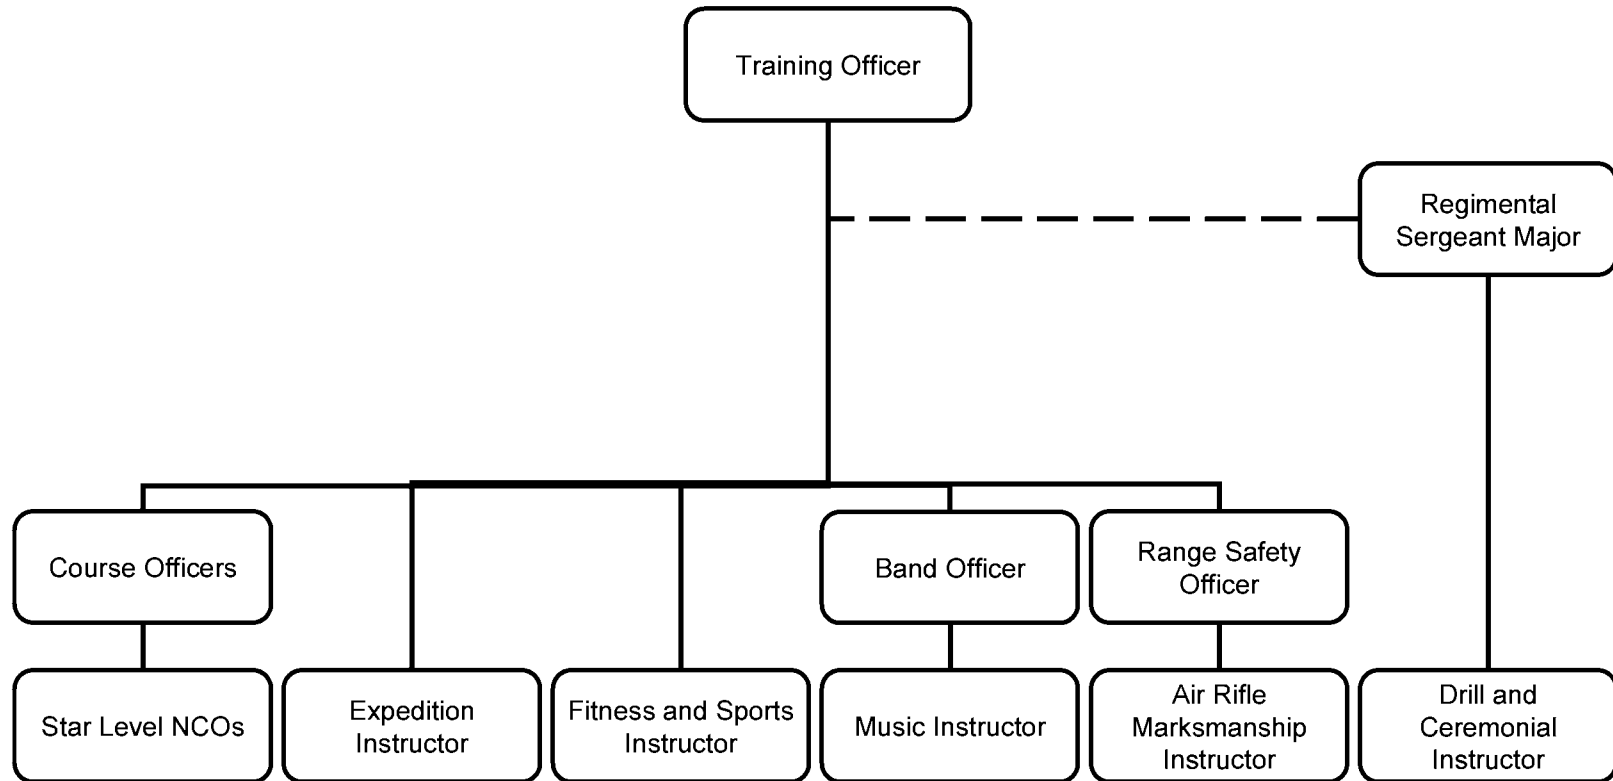 Training Officer
Regimental
Sergeant Major
Course Officers
Band Officer
Range Safety
Officer
Star Level NCOs
Expedition
Instructor
Fitness and Sports
Instructor
Music Instructor
Air Rifle
Marksmanship
Instructor
Drill and
Ceremonial
Instructor